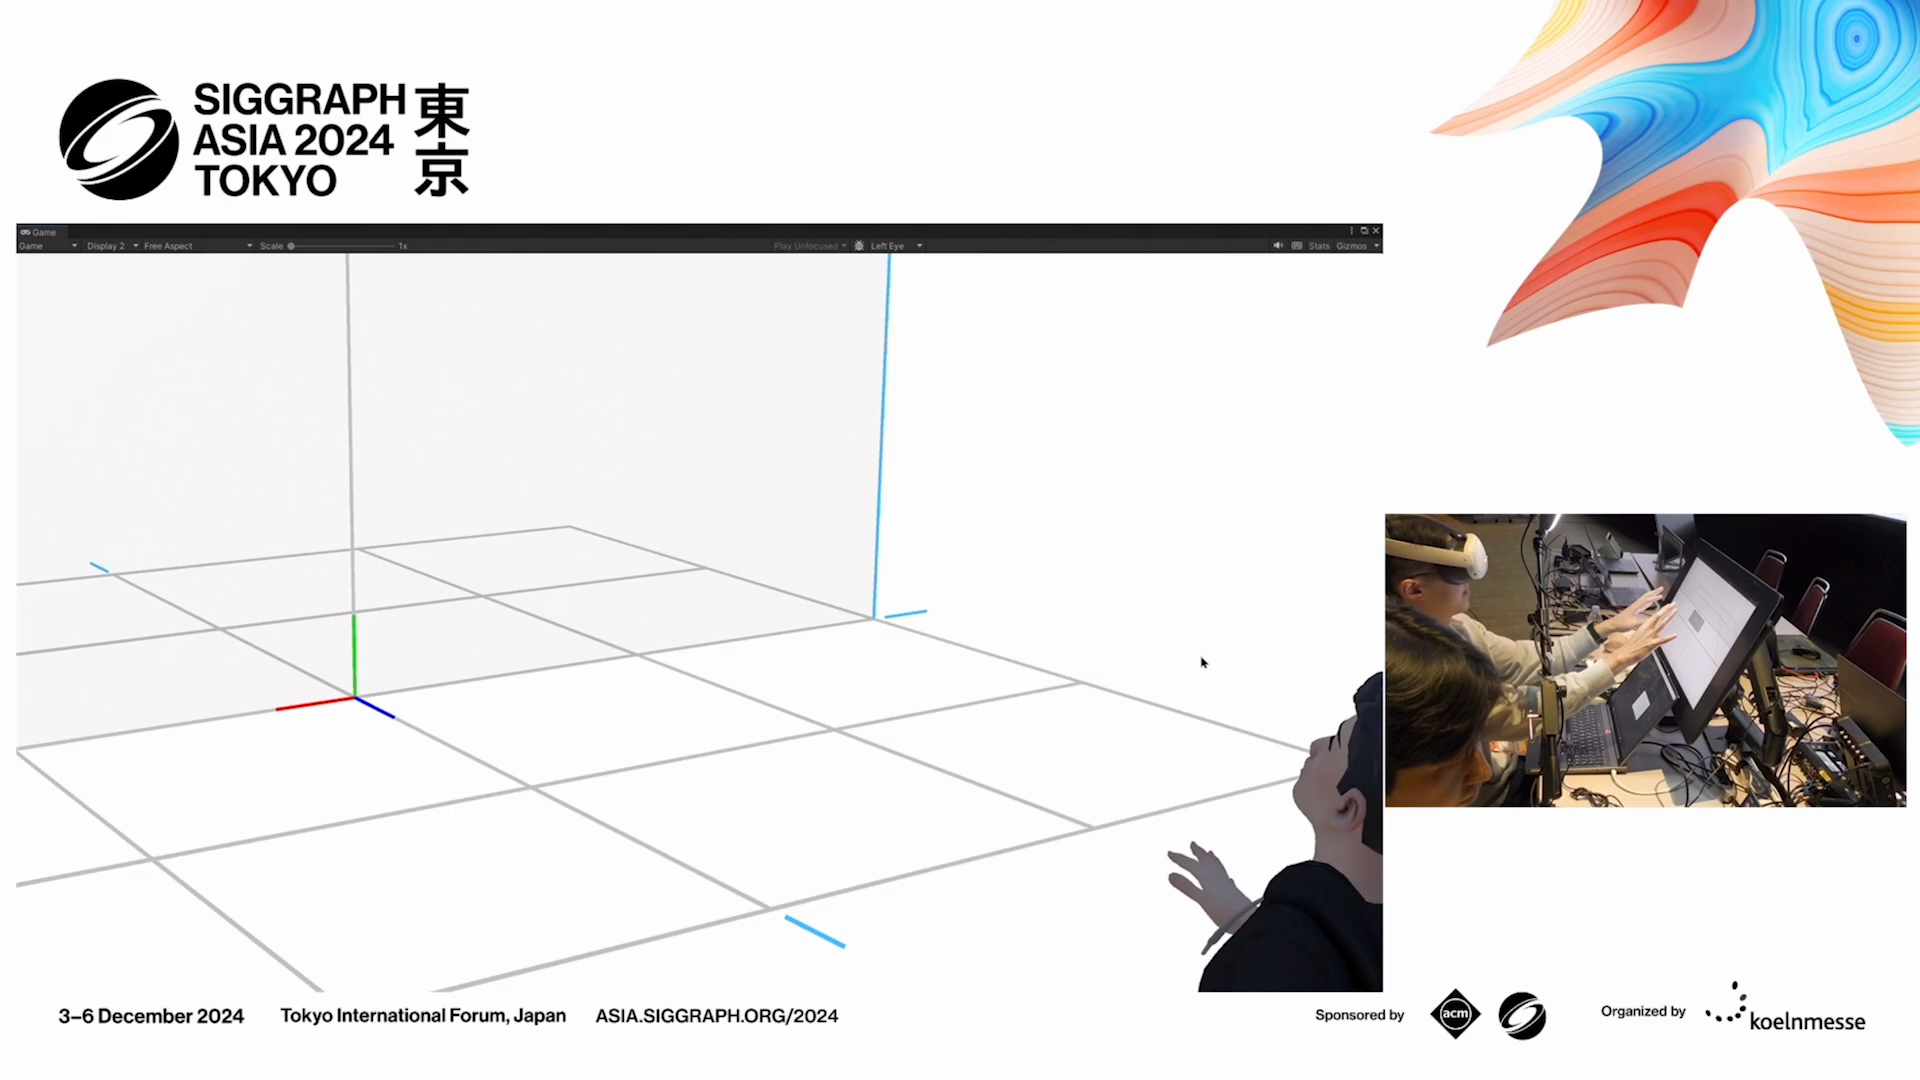 SIGGRAPH
ASIA 2024
TOKYO
東京
Game
Game
Display 2
Free Aspect
Scale
1x
Play Unfocused
Left Eye
Stats
Gizmos
3–6 December 2024
Tokyo International Forum, Japan
ASIA.SIGGRAPH.ORG/2024
Sponsored by
acm
Organized by
koelnmesse